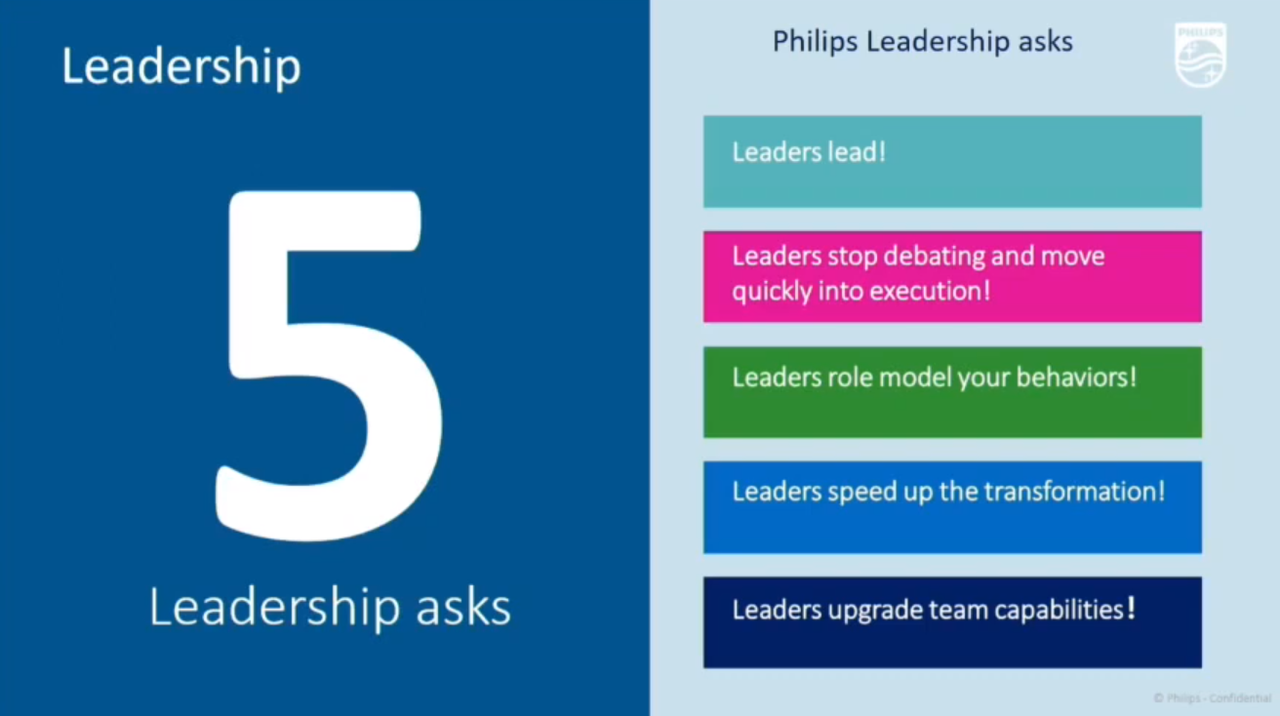 Leadership
5
Leadership asks
Philips Leadership asks
PHILIPS
Leaders lead!
Leaders stop debating and move
quickly into execution!
Leaders role model your behaviors!
Leaders speed up the transformation!
Leaders upgrade team capabilities!
© Philips - Confidential